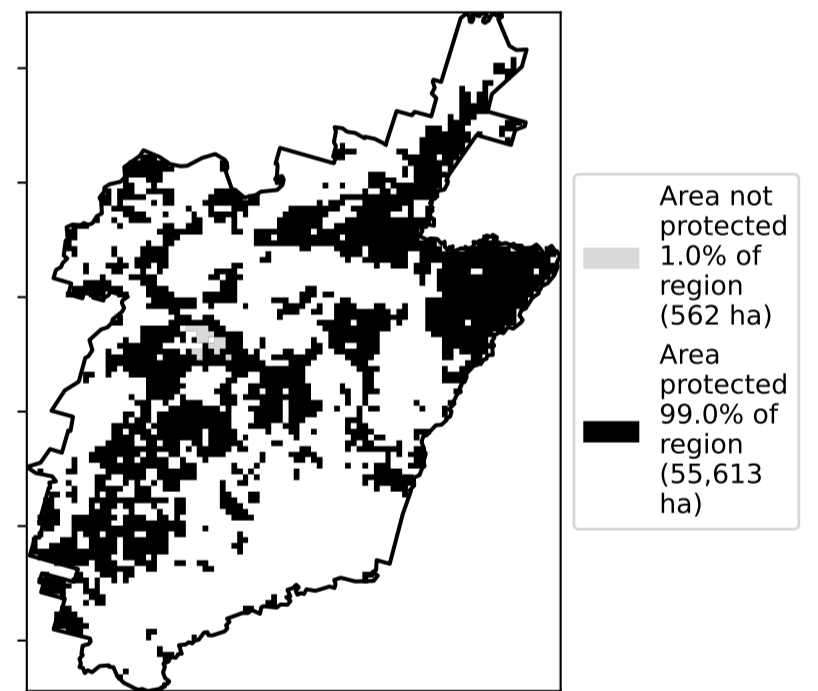 Area not
protected
1.0% of
region
(562 ha)
Area
protected
99.0% of
region
(55,613
ha)